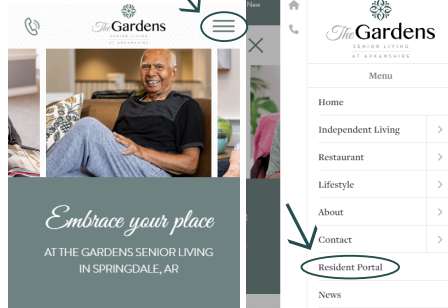 The Gardens
SENIOR LIVING
AT ARKANSHIRE
Embrace your place
AT THE GARDENS SENIOR LIVING
IN SPRINGDALE, AR
The Gardens
SENIOR LIVING
AT ARKANSHIRE
Menu
Home
Independent Living
Restaurant
Lifestyle
About
Contact
Resident Portal
News